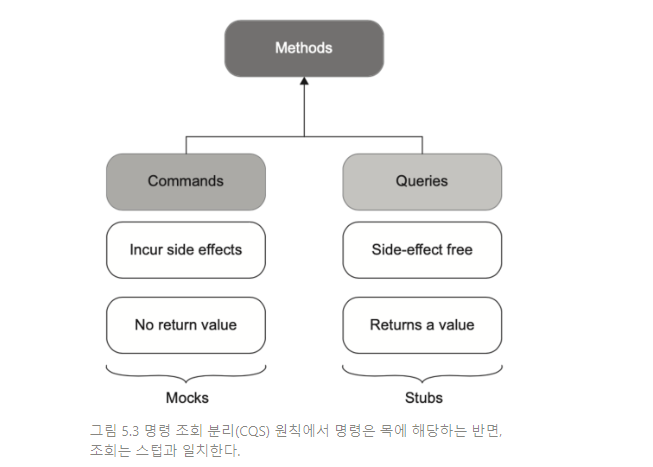 Methods
Commands
Queries
Incur side effects
Side-effect free
No return value
Returns a value
Mocks
Stubs
그림 5.3 명령 조회 분리(CQS) 원칙에서 명령은 목에 해당하는 반면,
조회는 스텁과 일치한다.